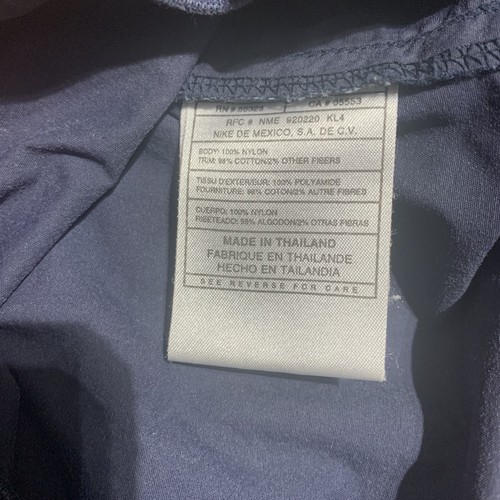 RN # 56323 CA # 05553
RFC # NME 920220 KL4
NIKE DE MEXICO, S.A. DE C.V.
BODY: 100% NYLON
TRIM: 98% COTTON/2% OTHER FIBERS
TISSU D'EXTER/EUR: 100% POLYAMIDE
FOURNITURE: 98% COTON/2% AUTRE FIBRES
CUERPO: 100% NYLON
RIBETEADO: 98% ALGODON/2% OTRAS FIBRAS
MADE IN THAILAND
FABRIQUE EN THAILANDE
HECHO EN TAILANDIA
SEE REVERSE FOR CARE